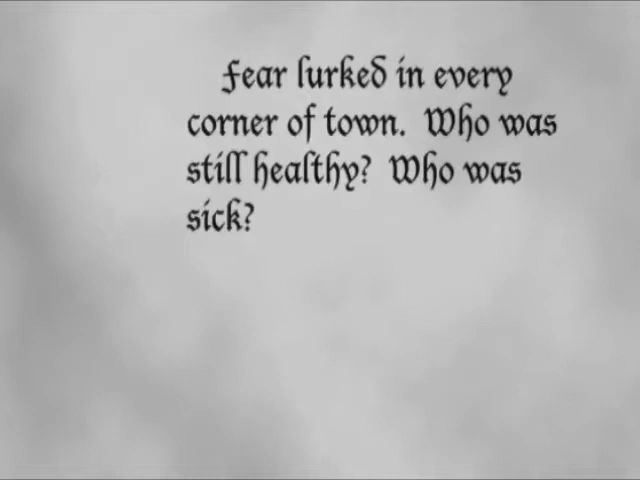 Fear lurked in every
corner of town. Who was
still healthy? Who was
sick?